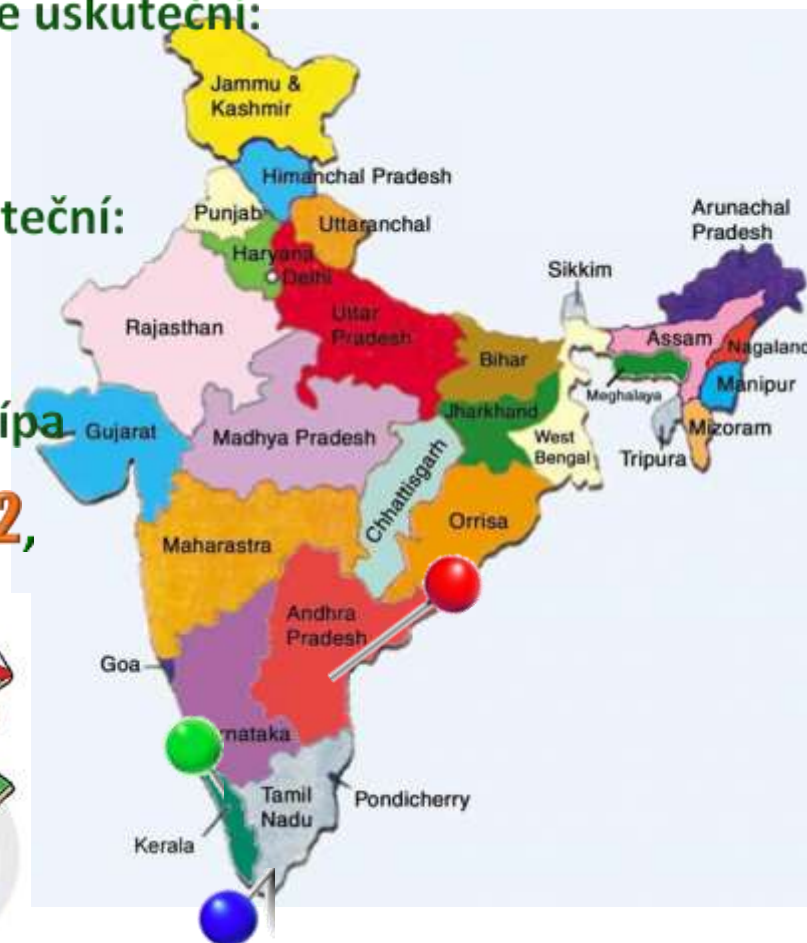 e uskuteční:
Jammu &
Kashmir
Himanchal Pradesh
Punjab
Uttaranchal
teční:
Haryana
Delhi
Arunachal
Pradesh
Sikkim
Rajasthan
Uttar
Pradesh
Assam
Nagaland
Bihar
Meghalaya
Manipur
ípa
Gujarat
Madhya Pradesh
Jharkhand
West
Bengal
Tripura
Mizoram
Chhattisgarh
2,
Maharastra
Orrisa
Andhra
Pradesh
Goa
rnataka
Tamil
Nadu
Pondicherry
Kerala